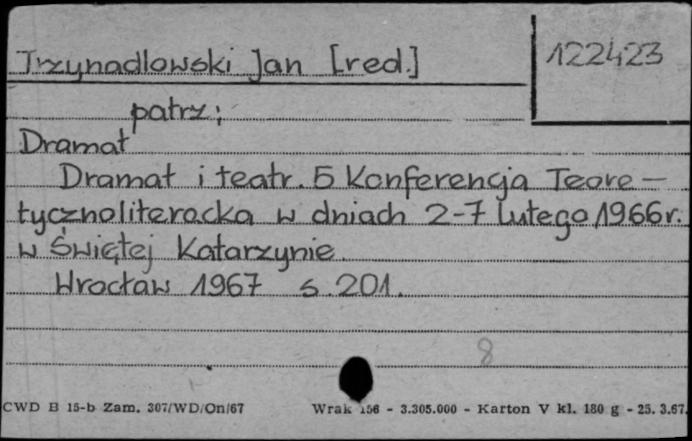 Trzynadlowski Jan [red.]
122423
patrz:
Dramat
Dramat i teatr. 5 Konferencja Teore-
tycznoliteracka w dniach 2-7 lutego 1966r.
w Świętej Katarzynie.
Wrocław 1967 s. 201.
8
CWD B 15-b Zam. 307/WD/On/67 Wrak 156 - 3.305.000 - Karton V kl. 180 g - 25. 3.67.